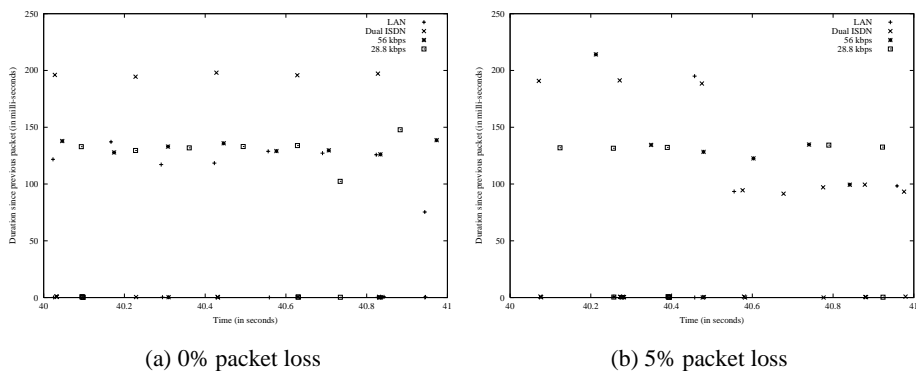 LAN
Dual ISDN
56 kbps
28.8 kbps
250
200
150
100
50
0
Duration since previous packet (in milli-seconds)
40
40.2
40.4
40.6
40.8
41
Time (in seconds)
(a) 0% packet loss
LAN
Dual ISDN
56 kbps
28.8 kbps
250
200
150
100
50
0
Duration since previous packet (in milli-seconds)
40
40.2
40.4
40.6
40.8
41
Time (in seconds)
(b) 5% packet loss